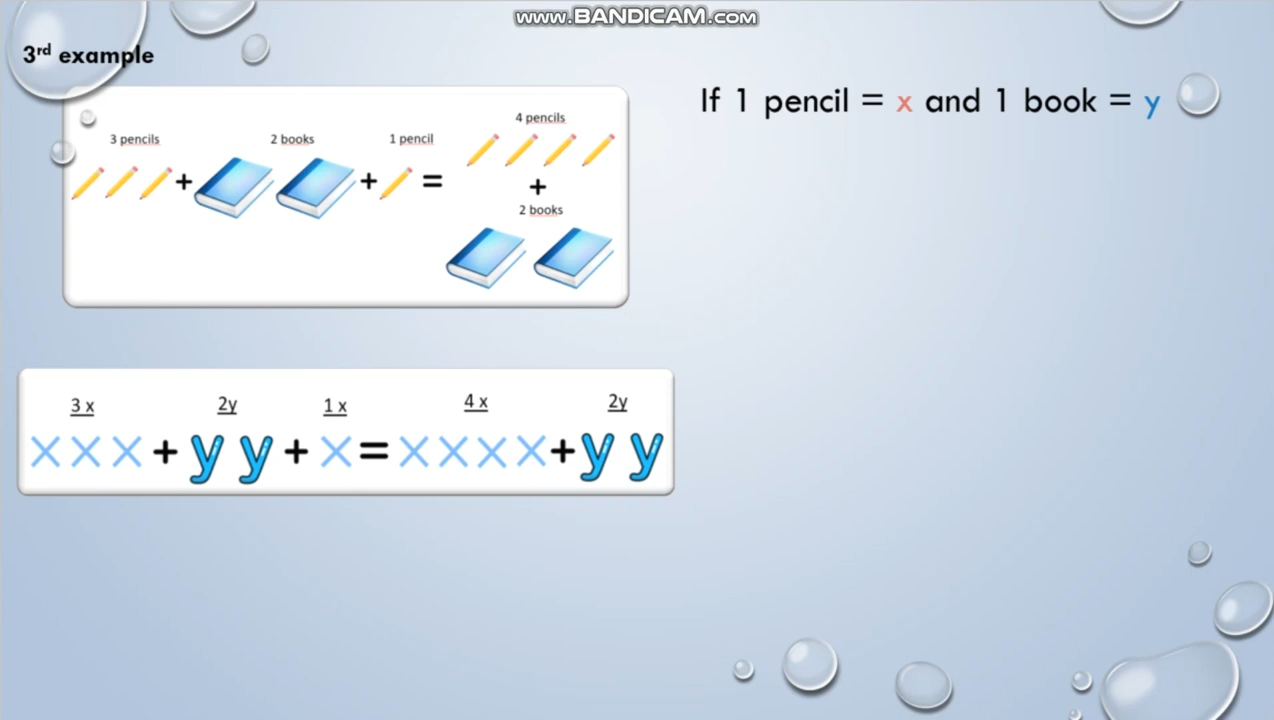 www.BANDICAM.com
3rd example
If 1 pencil = x and 1 book = y
3 pencils 2 books 1 pencil 4 pencils
+ + =
+
2 books
3 x 2y 1 x 4 x 2y
x x x + y y + x = x x x x + y y